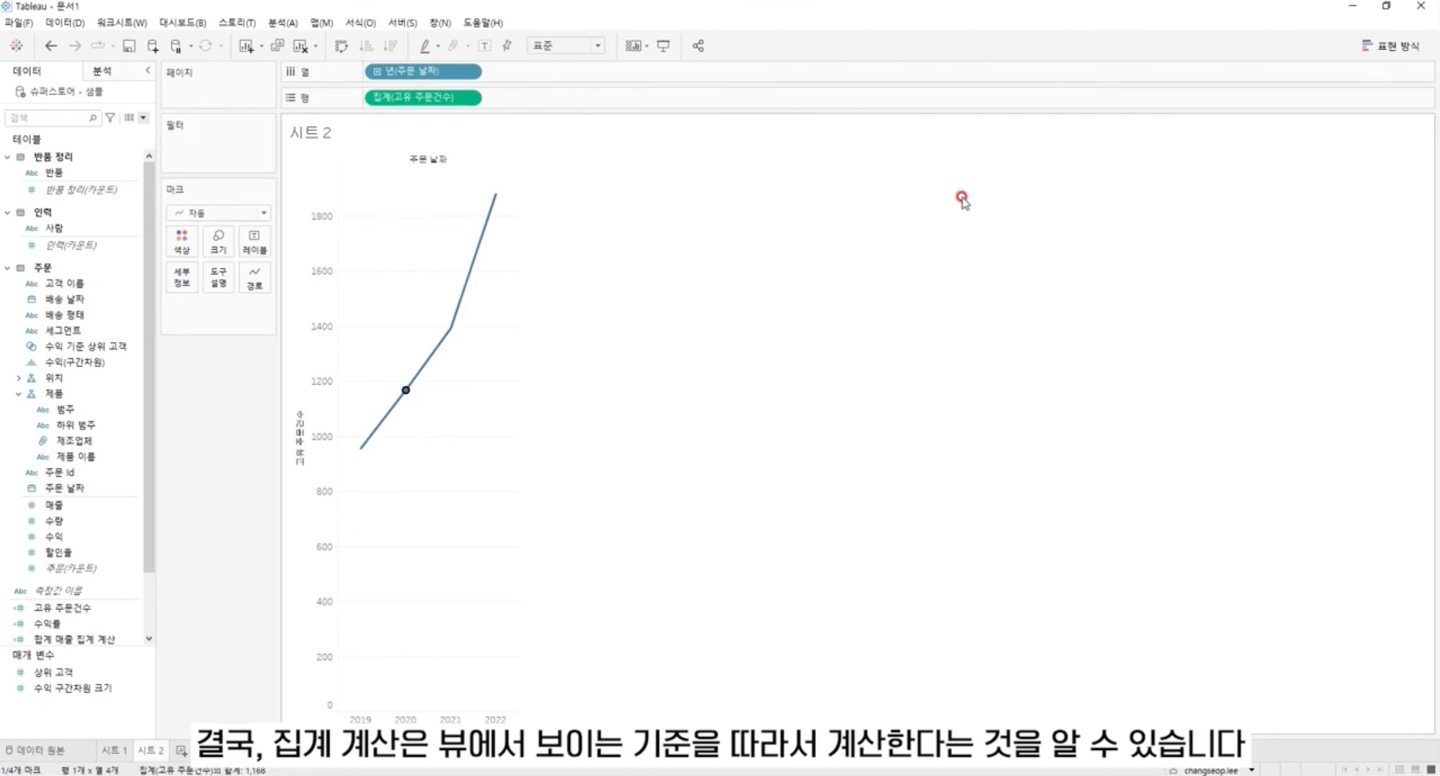 Tableau - 문서1
파일(F) 데이터(D) 워크시트(W) 대시보드(B) 스토리(T) 분석(A) 맵(M) 서식(O) 서버(S) 창(N) 도움말(H)
표준
표현 방식
데이터 분석
슈퍼스토어 - 샘플
검색
테이블
반품 정리
Abc 반품
반품 정리(카운트)
인력
Abc 사람
인력(카운트)
주문
Abc 고객 이름
배송 날짜
Abc 배송 형태
Abc 세그먼트
수익 기준 상위 고객
수익(구간차원)
위치
제품
Abc 범주
Abc 하위 범주
제조업체
Abc 제품 이름
Abc 주문 Id
주문 날짜
매출
수량
수익
할인율
주문(카운트)
Abc 측정값 이름
고유 주문건수
수익률
합계 매출 집계 계산
매개 변수
상위 고객
수익 구간차원 크기
페이지
필터
마크
자동
색상 크기 레이블
세부 정보 도구 설명 경로
열 년(주문 날짜)
행 집계(고유 주문건수)
시트 2
주문 날짜
고유 주문건수
1800
1600
1400
1200
1000
800
600
400
200
0
2019 2020 2021 2022
결국, 집계 계산은 뷰에서 보이는 기준을 따라서 계산한다는 것을 알 수 있습니다
데이터 원본 시트 1 시트 2
1/4개 마크 행 1개 x 열 4개 집계(고유 주문건수)의 합계: 1,168
changseop.lee